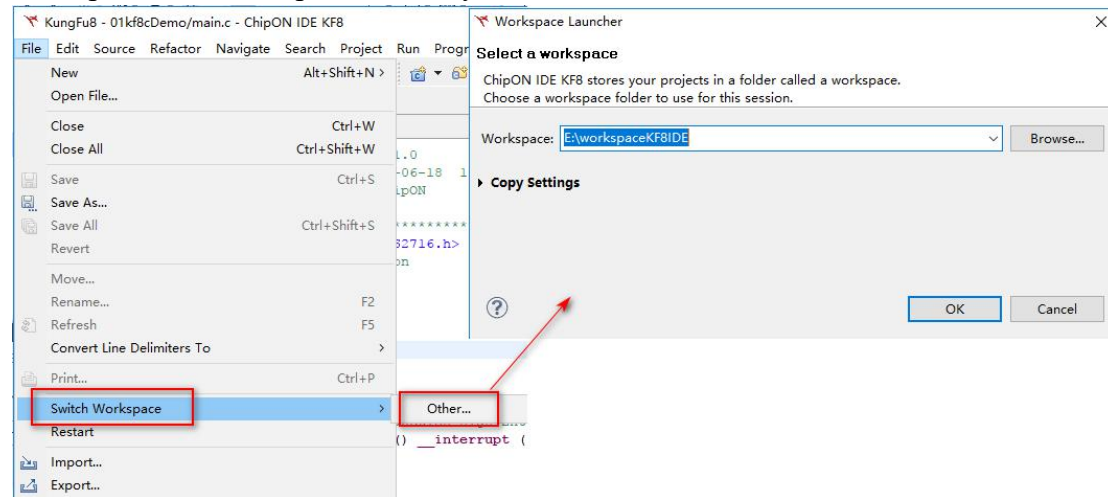 KungFu8 - 01kf8cDemo/main.c - ChipON IDE KF8
File Edit Source Refactor Navigate Search Project Run Progr
New Alt+Shift+N >
Open File...
Close Ctrl+W
Close All Ctrl+Shift+W
Save Ctrl+S
Save As...
Save All Ctrl+Shift+S
Revert
Move...
Rename... F2
Refresh F5
Convert Line Delimiters To >
Print... Ctrl+P
Switch Workspace >
Other...
Restart
Import...
Export...
1.0
-06-18 1
ipON
*********
32716.h>
on
() __interrupt (
Workspace Launcher
Select a workspace
ChipON IDE KF8 stores your projects in a folder called a workspace.
Choose a workspace folder to use for this session.
Workspace: E:\workspaceKF8IDE Browse...
Copy Settings
OK Cancel